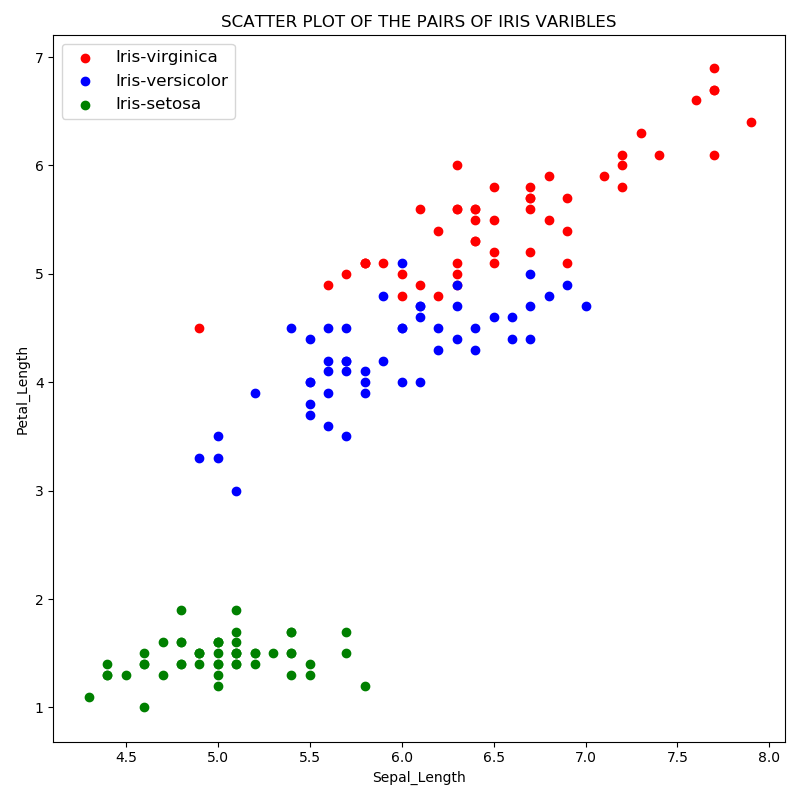 SCATTER PLOT OF THE PAIRS OF IRIS VARIBLES
Iris-virginica
Iris-versicolor
Iris-setosa
7
6
5
4
3
2
1
Petal_Length
4.5 5.0 5.5 6.0 6.5 7.0 7.5 8.0
Sepal_Length